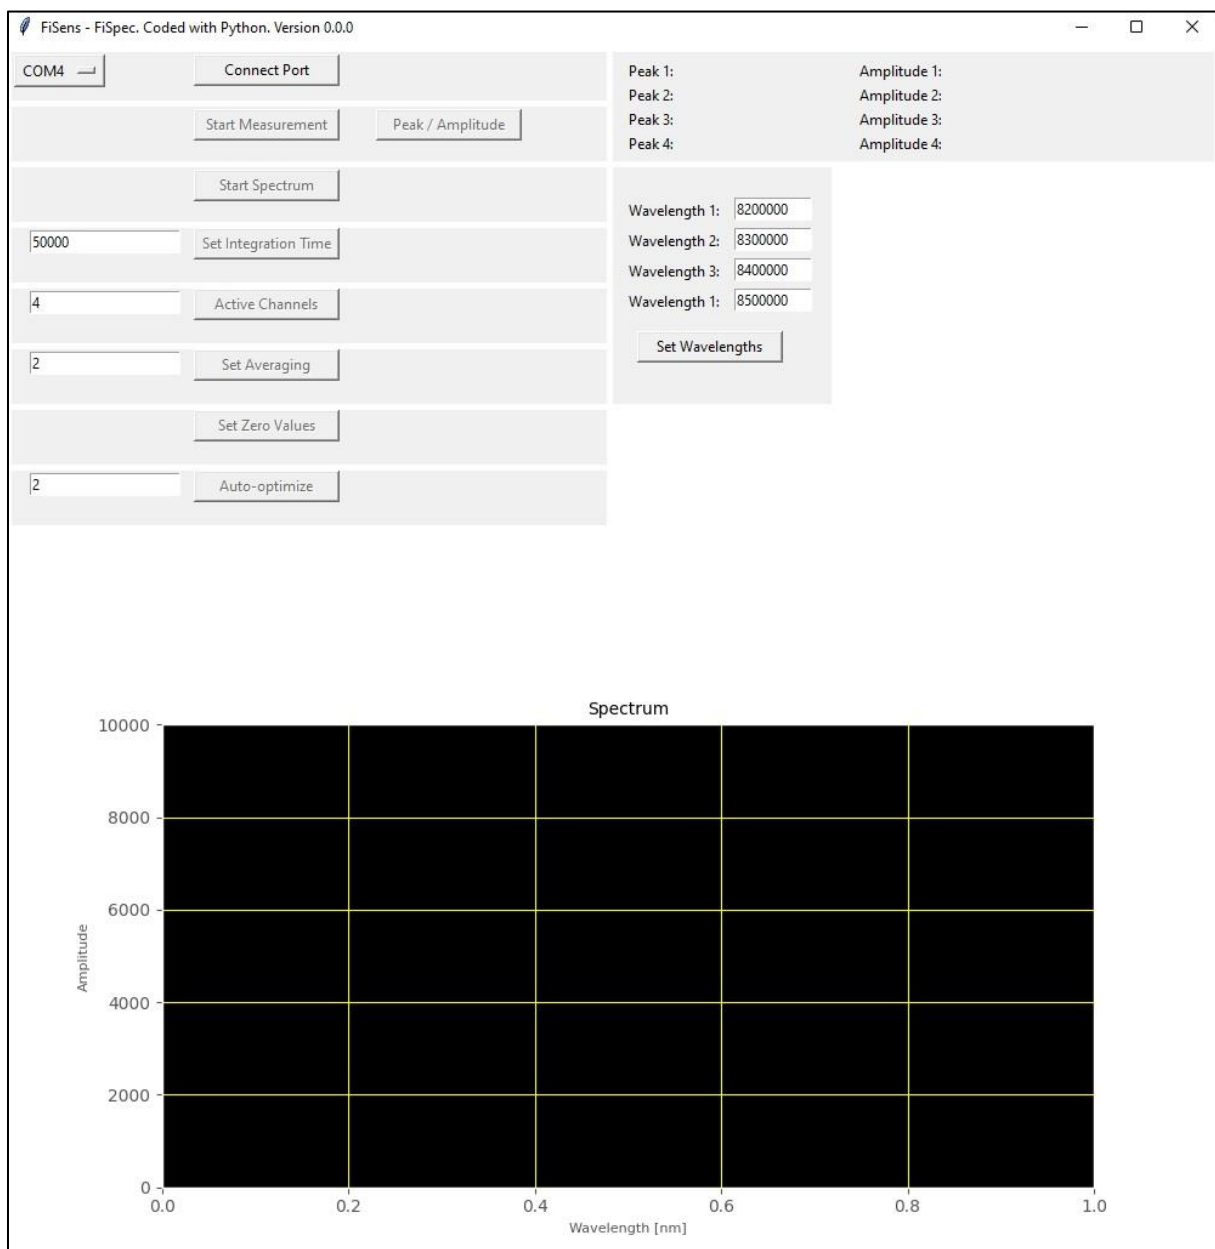 FiSens - FiSpec. Coded with Python. Version 0.0.0
COM4
Connect Port
Start Measurement
Peak / Amplitude
Start Spectrum
50000
Set Integration Time
4
Active Channels
2
Set Averaging
Set Zero Values
2
Auto-optimize
Peak 1:
Amplitude 1:
Peak 2:
Amplitude 2:
Peak 3:
Amplitude 3:
Peak 4:
Amplitude 4:
Wavelength 1: 8200000
Wavelength 2: 8300000
Wavelength 3: 8400000
Wavelength 1: 8500000
Set Wavelengths
Spectrum
10000
8000
6000
4000
2000
0
Amplitude
0.0 0.2 0.4 0.6 0.8 1.0
Wavelength [nm]